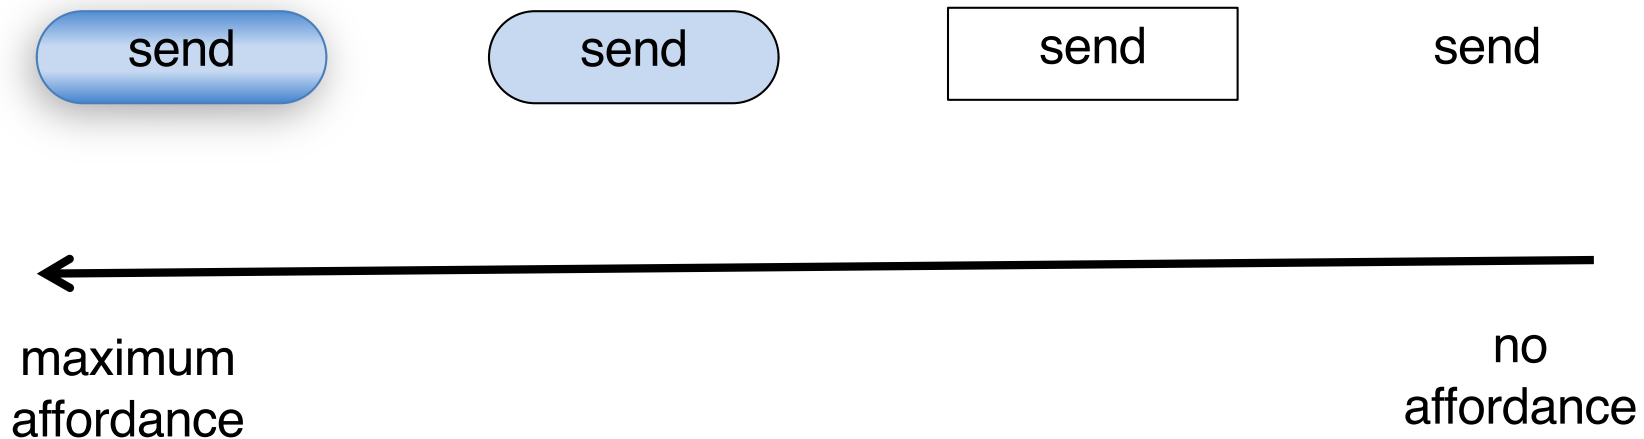 send
send
send
send
maximum
affordance
no
affordance